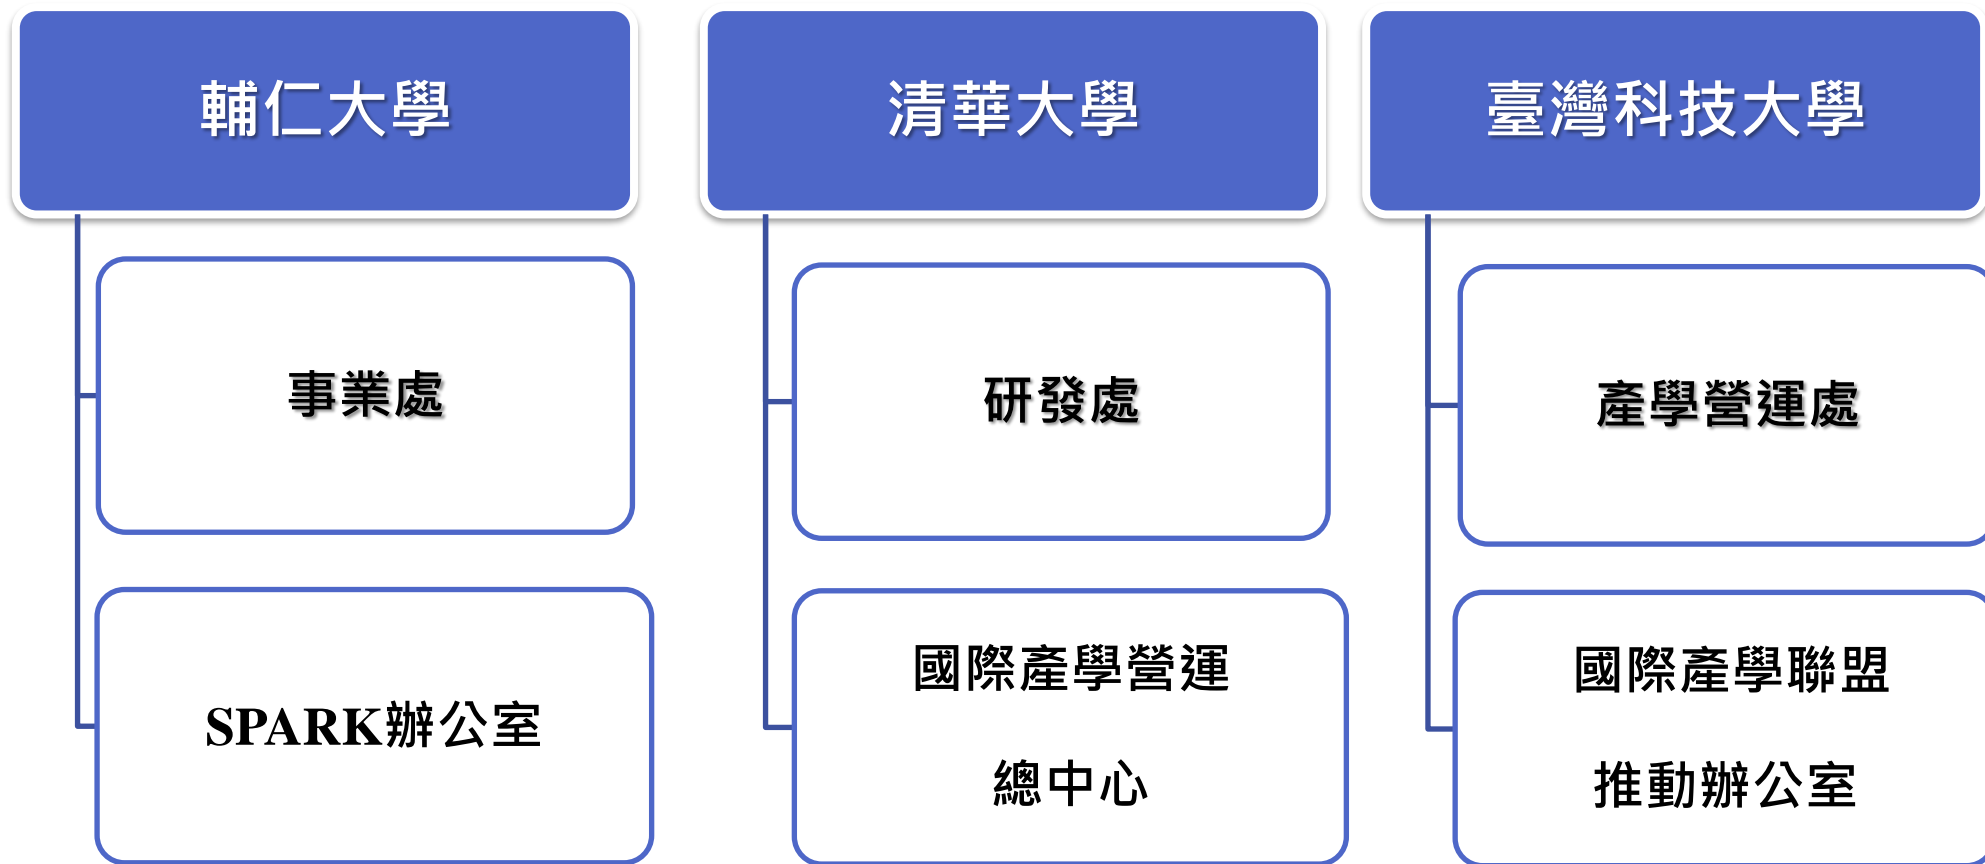 輔仁大學
事業處
SPARK辦公室
清華大學
研發處
國際產學營運
總中心
臺灣科技大學
產學營運處
國際產學聯盟
推動辦公室